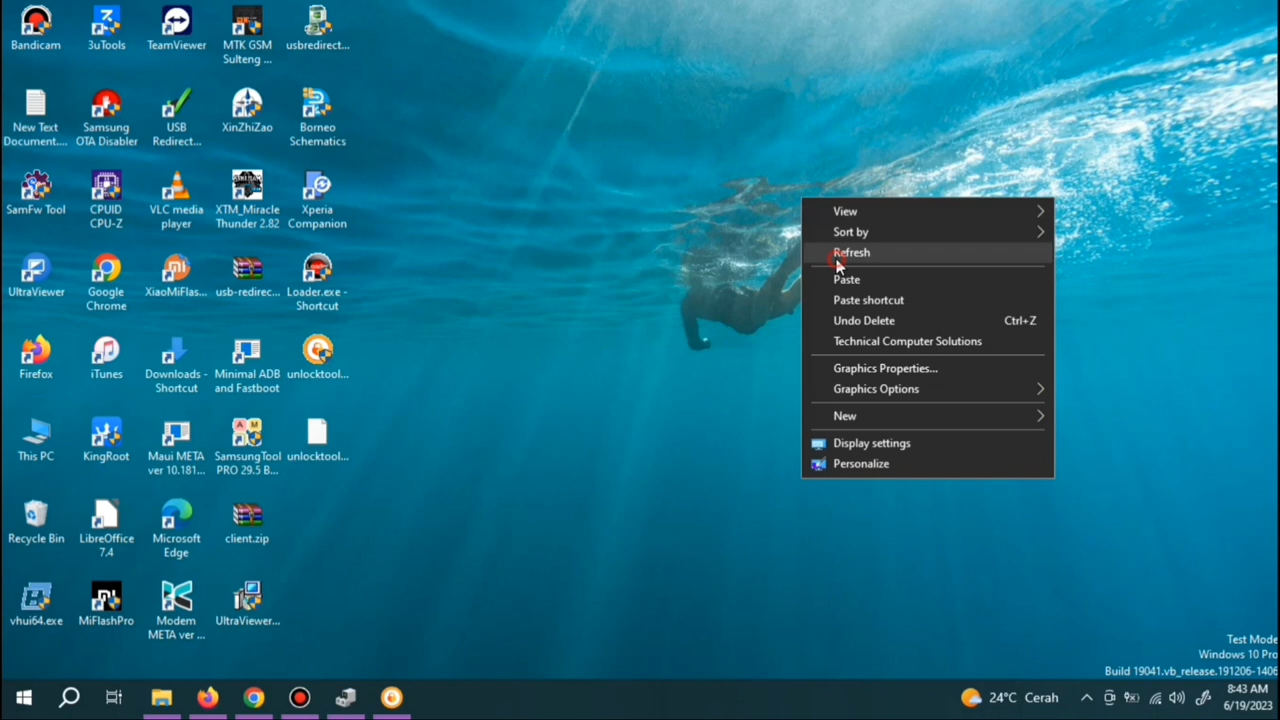 Bandicam
3uTools
TeamViewer
MTK GSM
Sulteng ...
usbredirect...
New Text
Document....
Samsung
OTA Disabler
USB
Redirect...
XinZhiZao
Borneo
Schematics
SamFw Tool
CPUID
CPU-Z
VLC media
player
XTM_Miracle
Thunder 2.82
Xperia
Companion
UltraViewer
Google
Chrome
XiaoMiFlas...
usb-redirec...
Loader.exe -
Shortcut
Firefox
iTunes
Downloads -
Shortcut
Minimal ADB
and Fastboot
unlocktool...
This PC
KingRoot
Maui META
ver 10.181...
SamsungTool
PRO 29.5 B...
unlocktool...
Recycle Bin
LibreOffice
7.4
Microsoft
Edge
client.zip
vhui64.exe
MiFlashPro
Modem
META ver ...
UltraViewer...
View
Sort by
Refresh
Paste
Paste shortcut
Undo Delete Ctrl+Z
Technical Computer Solutions
Graphics Properties...
Graphics Options
New
Display settings
Personalize
Test Mode
Windows 10 Pro
Build 19041.vb_release.191206-1406
24°C Cerah
8:43 AM
6/19/2023